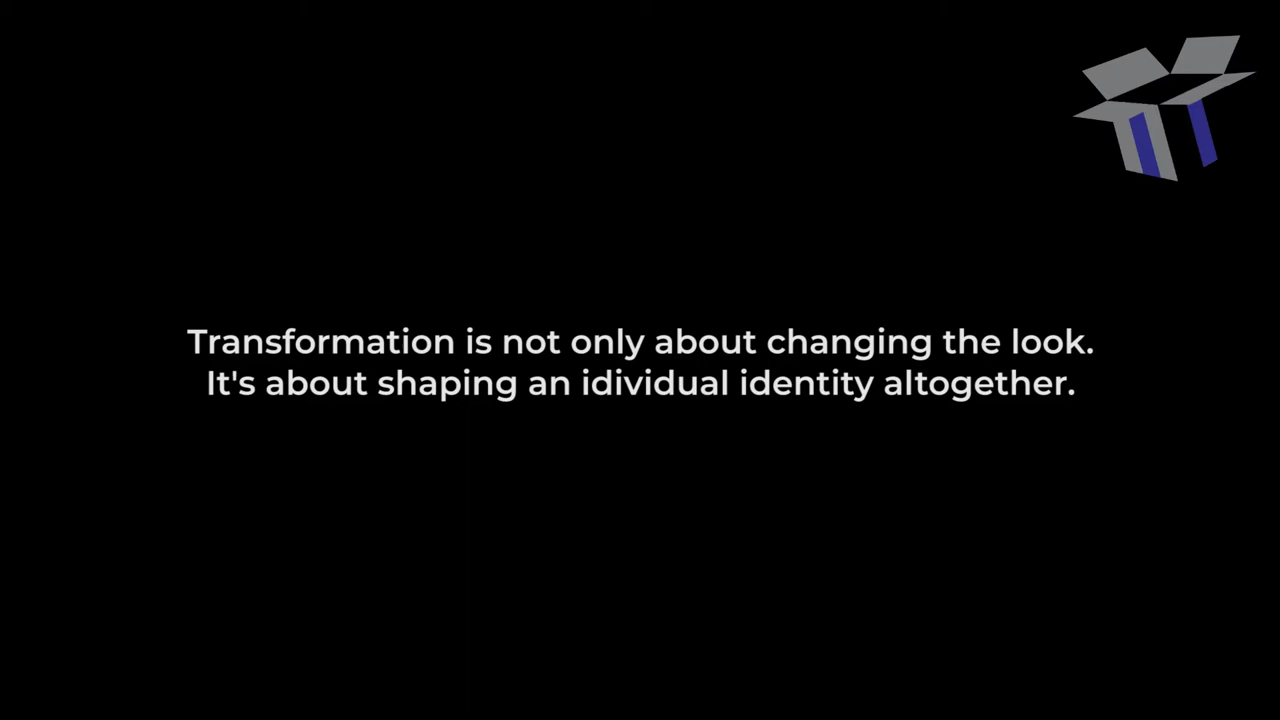 Transformation is not only about changing the look.
It's about shaping an idividual identity altogether.